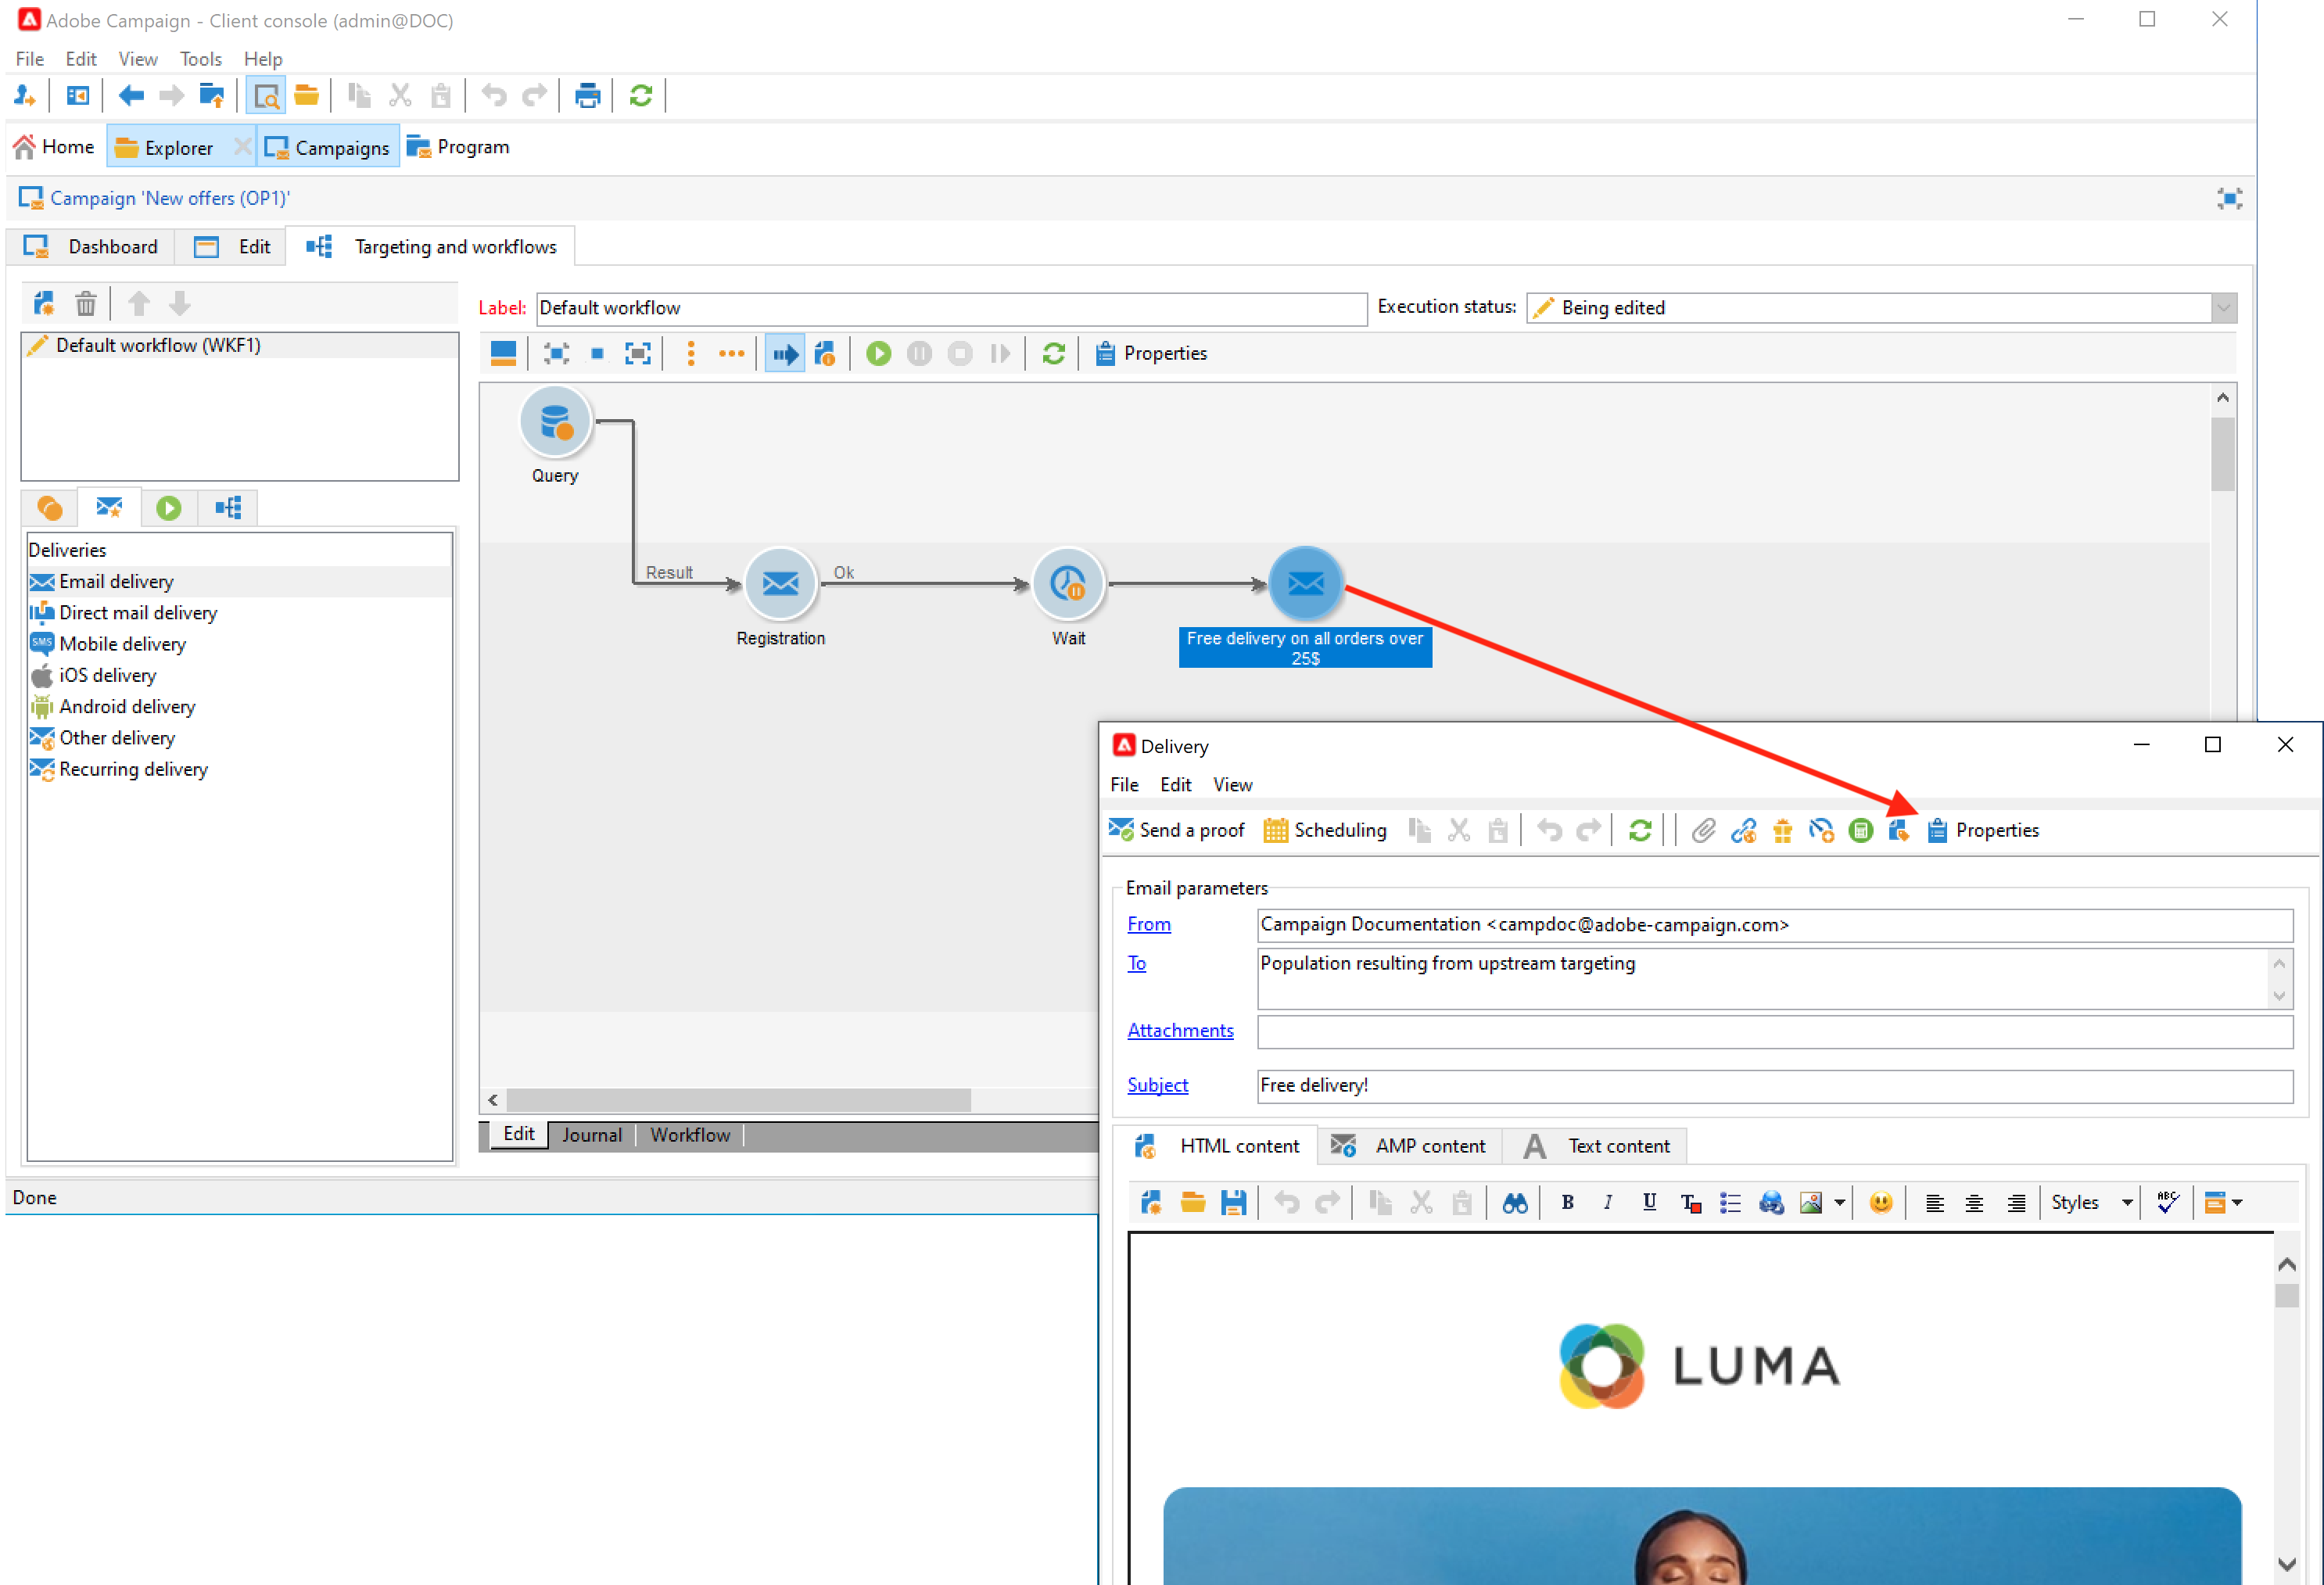 Adobe Campaign - Client console (admin@DOC)
File Edit View Tools Help
Home Explorer Campaigns Program
Campaign 'New offers (OP1)'
Dashboard Edit Targeting and workflows
Label: Default workflow Execution status: Being edited
Default workflow (WKF1)
Properties
Query
Result
Ok
Registration
Wait
Free delivery on all orders over
25$
Deliveries
Email delivery
Direct mail delivery
SMS Mobile delivery
iOS delivery
Android delivery
Other delivery
Recurring delivery
Edit Journal Workflow
Done
Delivery
File Edit View
Send a proof Scheduling Properties
Email parameters
From Campaign Documentation <campdoc@adobe-campaign.com>
To Population resulting from upstream targeting
Attachments
Subject Free delivery!
HTML content AMP content A Text content
B I U T Styles ABC
LUMA